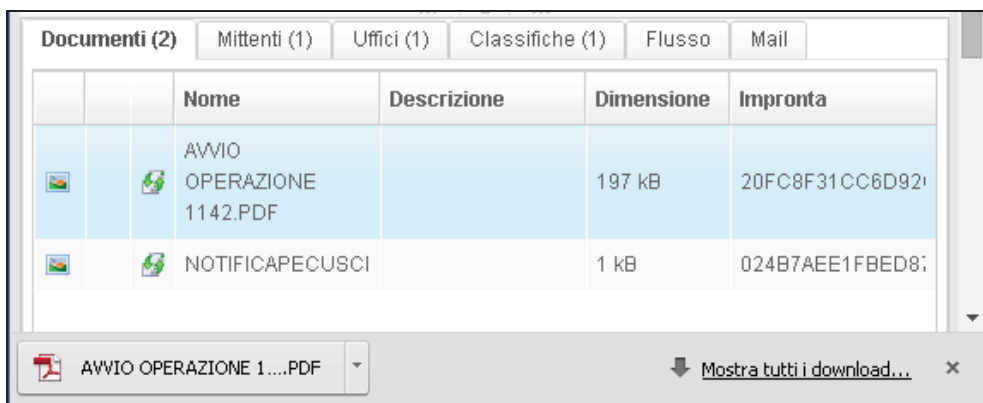 Documenti (2) Mittenti (1) Uffici (1) Classifiche (1) Flusso Mail
Nome Descrizione Dimensione Impronta
AVVIO
OPERAZIONE
1142.PDF
197 kB 20FC8F31CC6D92
NOTIFICAPECUSCI 1 kB 024B7AEE1FBED8
AVVIO OPERAZIONE 1....PDF Mostra tutti i download...